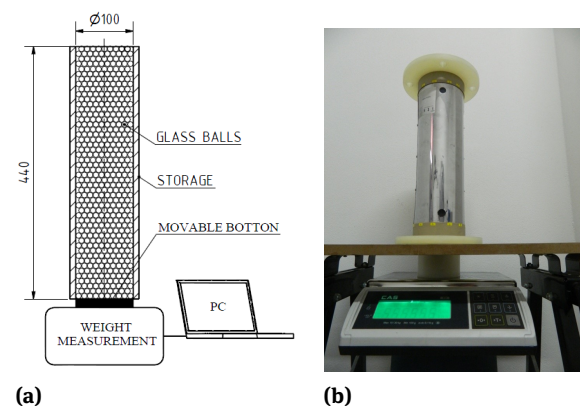 Ø100
440
GLASS BALLS
STORAGE
MOVABLE BOTTON
WEIGHT
MEASUREMENT
PC
CAS
(a)
(b)